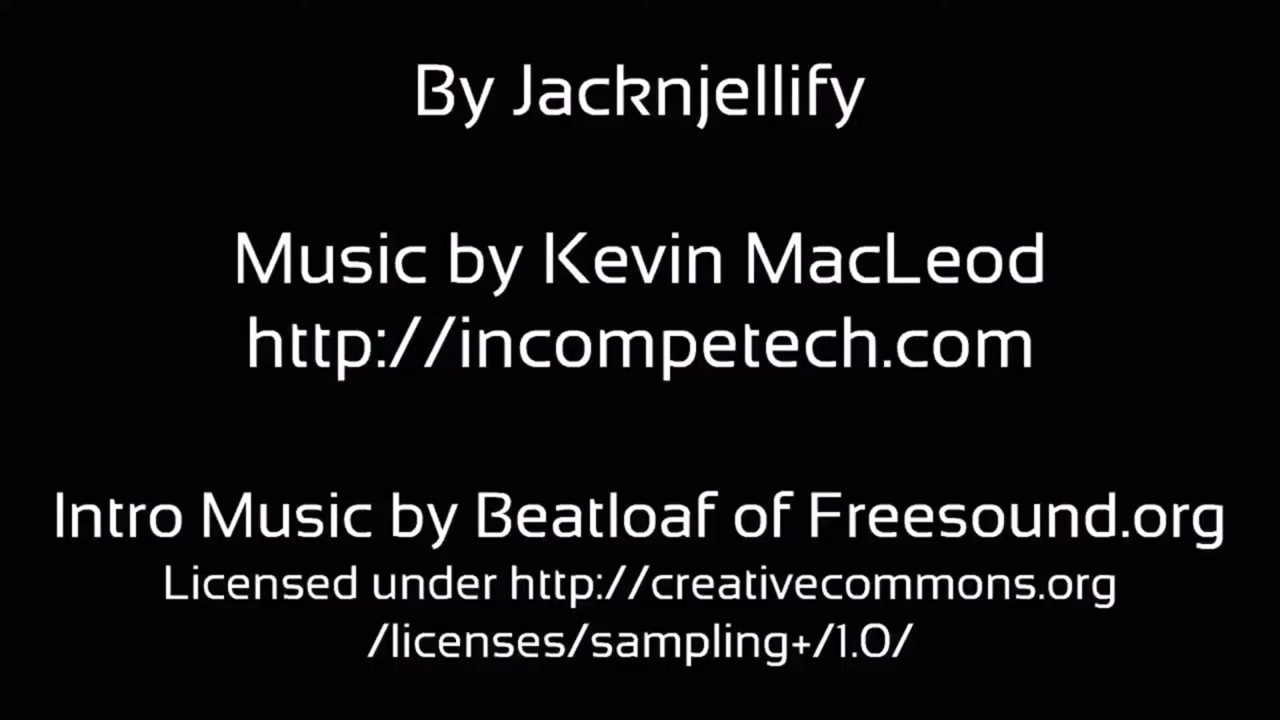 By Jacknjellify
Music by Kevin MacLeod
http://incompetech.com
Intro Music by Beatloaf of Freesound.org
Licensed under http://creativecommons.org
/licenses/sampling+/1.0/